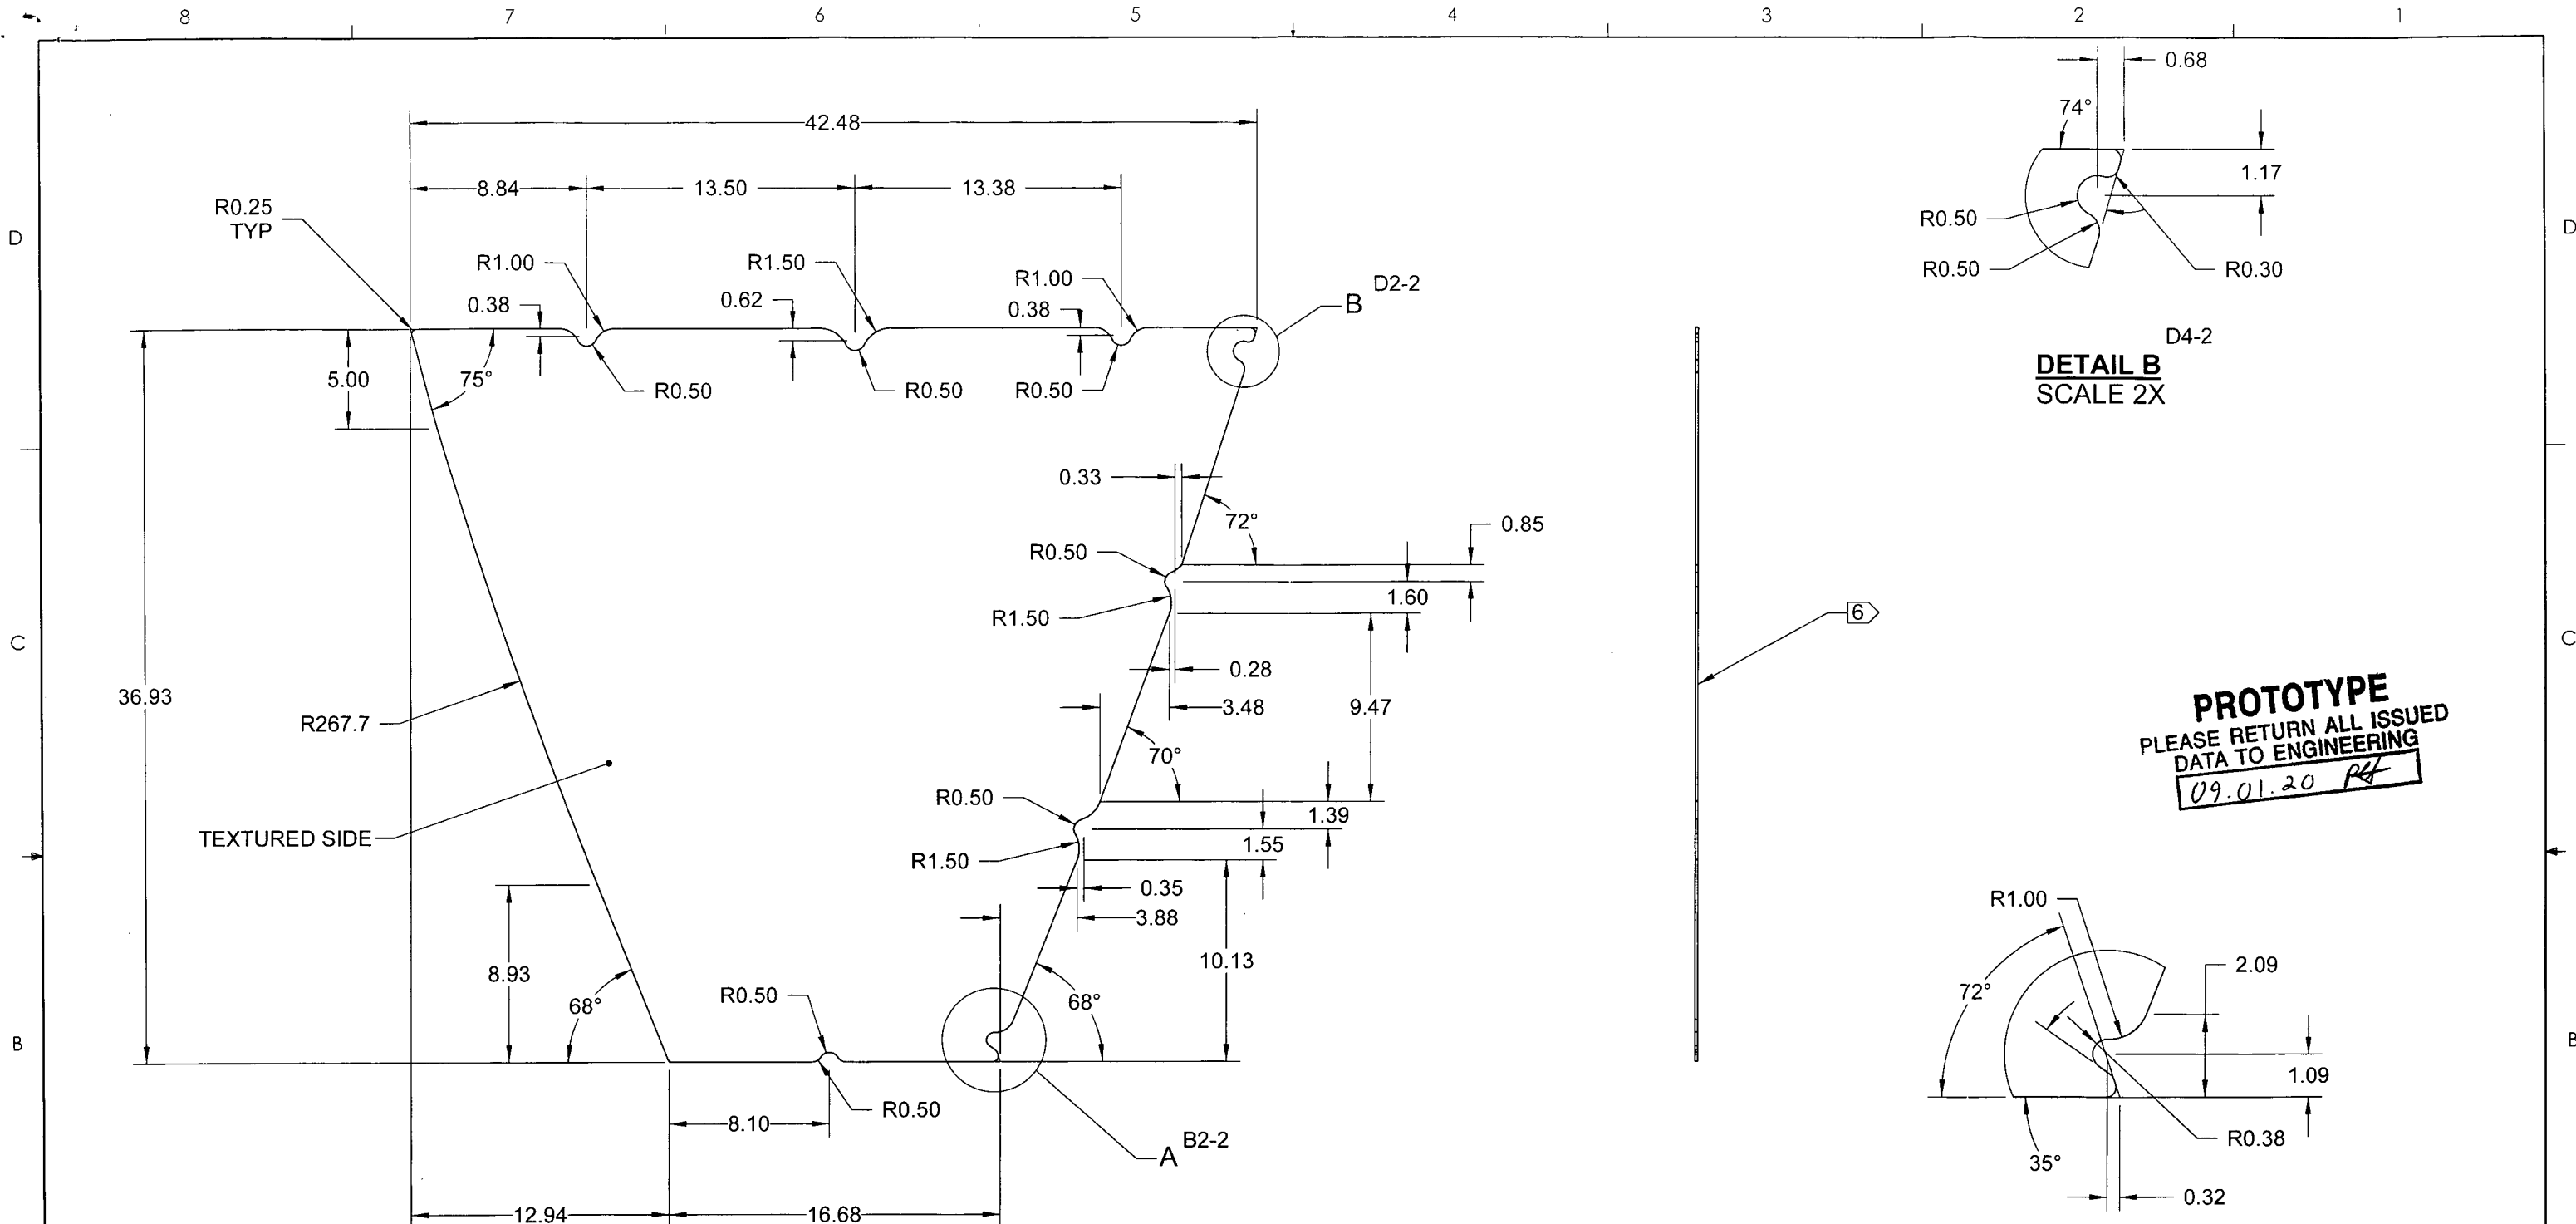 8 7 6 5 4 3 2 1
0.68
42.48
74°
1.17
8.84 13.50 13.38
R0.25
TYP
R0.50
D D
R1.00 R1.50 R1.00
R0.50 R0.30
D2-2
B
0.38 0.62 0.38
D4-2
DETAIL B
SCALE 2X
5.00 75°
R0.50 R0.50 R0.50
0.33
72°
0.85
R0.50
1.60
R1.50
6
C C
0.28
36.93
3.48 9.47
R267.7
PROTOTYPE
PLEASE RETURN ALL ISSUED
DATA TO ENGINEERING
09.01.20
70°
R0.50
1.39
TEXTURED SIDE
1.55
R1.50
0.35
R1.00
3.88
8.93
10.13
2.09
R0.50
68° 68°
72°
B B
1.09
R0.50
8.10
A
B2-2
R0.38
35°
0.32
12.94 16.68